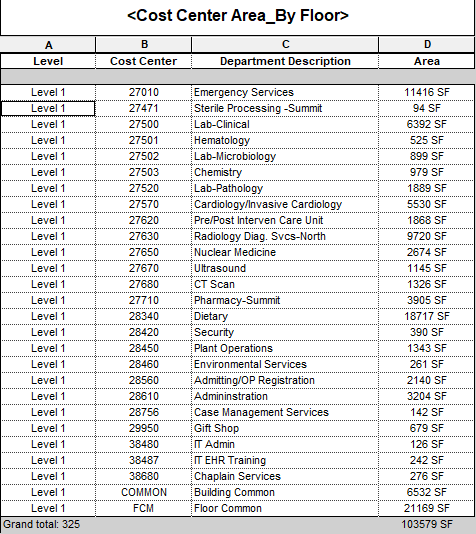 <Cost Center Area_By Floor>
A B C D
Level Cost Center Department Description Area
Level 1 27010 Emergency Services 11416 SF
Level 1 27471 Sterile Processing -Summit 94 SF
Level 1 27500 Lab-Clinical 6392 SF
Level 1 27501 Hematology 525 SF
Level 1 27502 Lab-Microbiology 899 SF
Level 1 27503 Chemistry 979 SF
Level 1 27520 Lab-Pathology 1889 SF
Level 1 27570 Cardiology/Invasive Cardiology 5530 SF
Level 1 27620 Pre/Post Interven Care Unit 1868 SF
Level 1 27630 Radiology Diag. Svcs-North 9720 SF
Level 1 27650 Nuclear Medicine 2674 SF
Level 1 27670 Ultrasound 1145 SF
Level 1 27680 CT Scan 1326 SF
Level 1 27710 Pharmacy-Summit 3905 SF
Level 1 28340 Dietary 18717 SF
Level 1 28420 Security 390 SF
Level 1 28450 Plant Operations 1343 SF
Level 1 28460 Environmental Services 261 SF
Level 1 28560 Admitting/OP Registration 2140 SF
Level 1 28610 Admininstration 3204 SF
Level 1 28756 Case Management Services 142 SF
Level 1 29950 Gift Shop 679 SF
Level 1 38480 IT Admin 126 SF
Level 1 38487 IT EHR Training 242 SF
Level 1 38680 Chaplain Services 276 SF
Level 1 COMMON Building Common 6532 SF
Level 1 FCM Floor Common 21169 SF
Grand total: 325 103579 SF